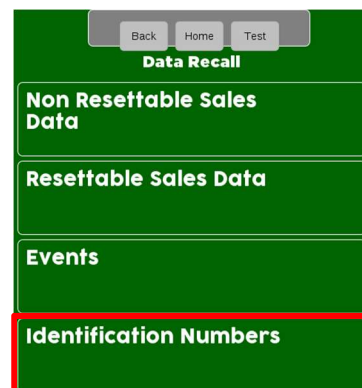 Back Home Test
Data Recall
Non Resettable Sales
Data
Resettable Sales Data
Events
Identification Numbers